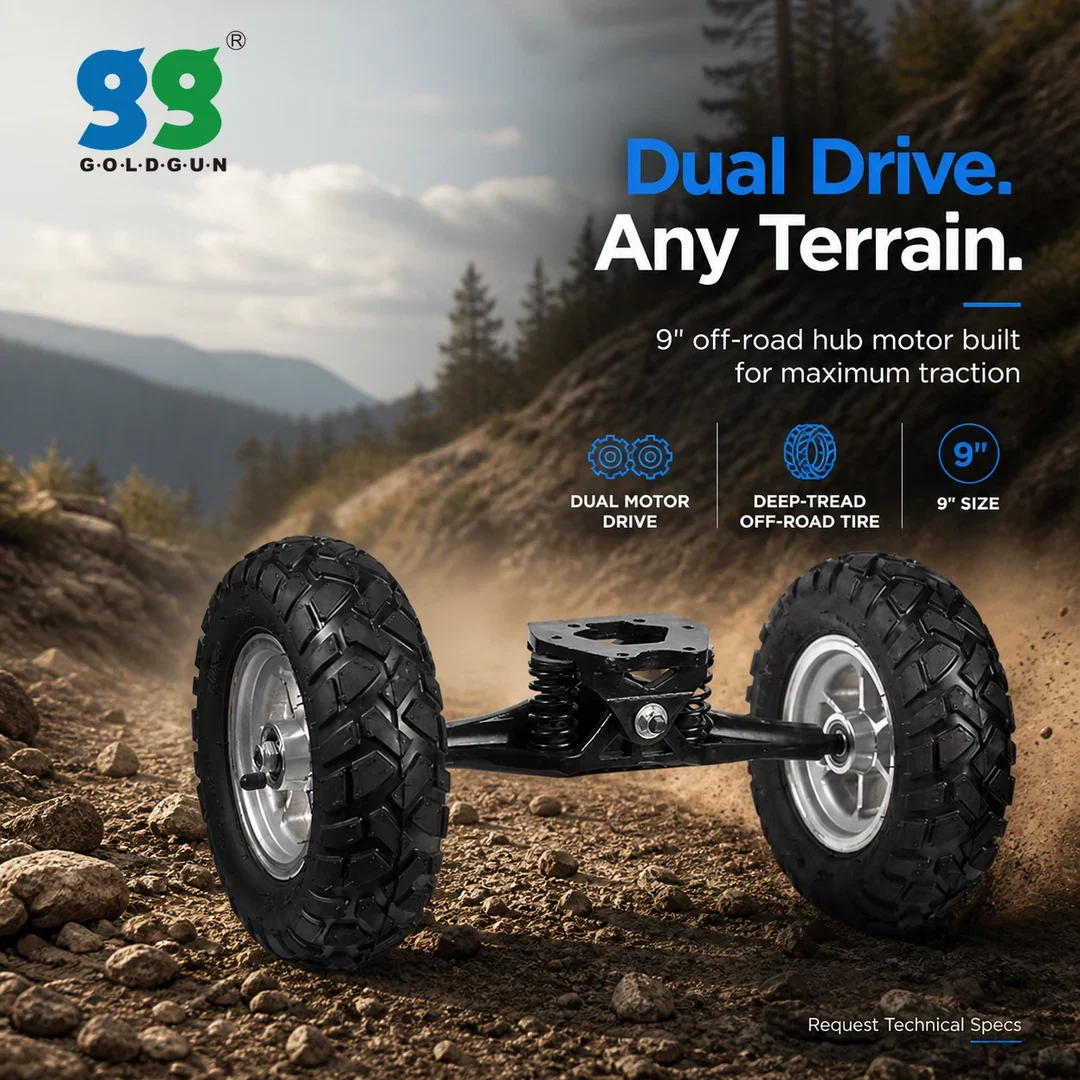 gg®
G·O·L·D·G·U·N
Dual Drive.
Any Terrain.
9" off-road hub motor built
for maximum traction
DUAL MOTOR
DRIVE
DEEP-TREAD
OFF-ROAD TIRE
9"
9" SIZE
Request Technical Specs